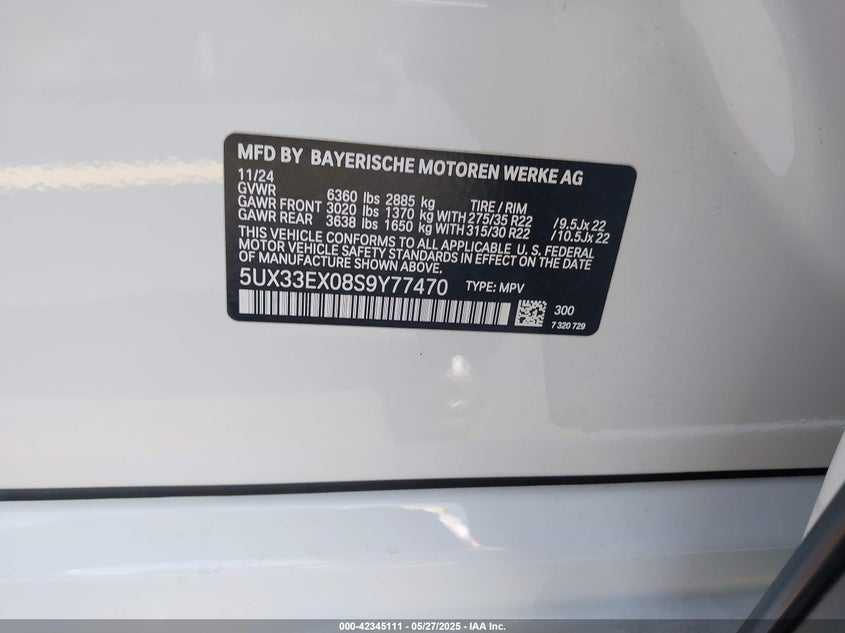 MFD BY BAYERISCHE MOTOREN WERKE AG
11/24
GVWR 6360 lbs 2885 kg TIRE / RIM
GAWR FRONT 3020 lbs 1370 kg WITH 275/35 R22 /9.5Jx22
GAWR REAR 3638 lbs 1650 kg WITH 315/30 R22 /10.5Jx22
THIS VEHICLE CONFORMS TO ALL APPLICABLE U.S. FEDERAL
MOTOR VEHICLE SAFETY STANDARDS IN EFFECT ON THE DATE
OF MANUFACTURE SHOWN ABOVE.
5UX33EX08S9Y77470 TYPE: MPV
300
7 320 729
000-42345111 — 05/27/2025 — IAA Inc.